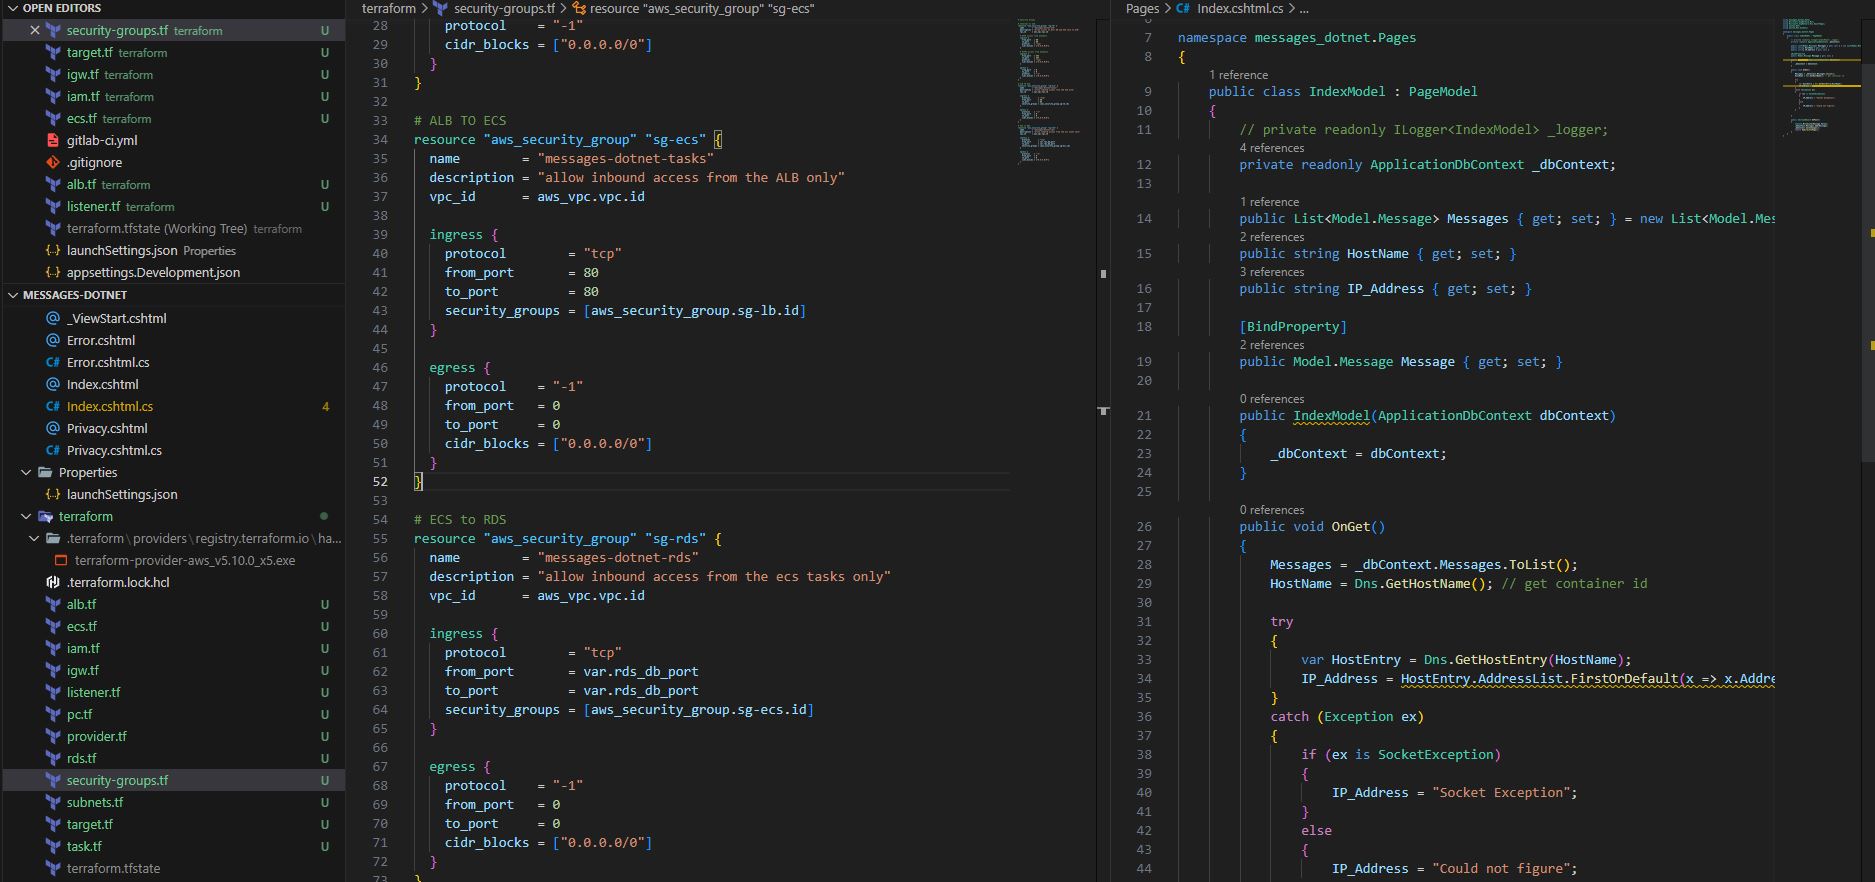 OPEN EDITORS
security-groups.tf terraform U
target.tf terraform U
igw.tf terraform U
iam.tf terraform U
ecs.tf terraform U
gitlab-ci.yml
.gitignore
alb.tf terraform U
listener.tf terraform U
terraform.tfstate (Working Tree) terraform
{..} launchSettings.json Properties
{..} appsettings.Development.json
MESSAGES-DOTNET
@ _ViewStart.cshtml
@ Error.cshtml
C# Error.cshtml.cs
@ Index.cshtml
C# Index.cshtml.cs 4
@ Privacy.cshtml
C# Privacy.cshtml.cs
Properties
{..} launchSettings.json
terraform
.terraform\providers\registry.terraform.io\ha...
terraform-provider-aws_v5.10.0_x5.exe
.terraform.lock.hcl
alb.tf U
ecs.tf U
iam.tf U
igw.tf U
listener.tf U
pc.tf U
provider.tf U
rds.tf U
security-groups.tf U
subnets.tf U
target.tf U
task.tf U
terraform.tfstate
terraform > security-groups.tf > resource "aws_security_group" "sg-ecs"
28 protocol = "-1"
29 cidr_blocks = ["0.0.0.0/0"]
30 }
31 }
32
33 # ALB TO ECS
34 resource "aws_security_group" "sg-ecs" {
35 name = "messages-dotnet-tasks"
36 description = "allow inbound access from the ALB only"
37 vpc_id = aws_vpc.vpc.id
38
39 ingress {
40 protocol = "tcp"
41 from_port = 80
42 to_port = 80
43 security_groups = [aws_security_group.sg-lb.id]
44 }
45
46 egress {
47 protocol = "-1"
48 from_port = 0
49 to_port = 0
50 cidr_blocks = ["0.0.0.0/0"]
51 }
52 }
53
54 # ECS to RDS
55 resource "aws_security_group" "sg-rds" {
56 name = "messages-dotnet-rds"
57 description = "allow inbound access from the ecs tasks only"
58 vpc_id = aws_vpc.vpc.id
59
60 ingress {
61 protocol = "tcp"
62 from_port = var.rds_db_port
63 to_port = var.rds_db_port
64 security_groups = [aws_security_group.sg-ecs.id]
65 }
66
67 egress {
68 protocol = "-1"
69 from_port = 0
70 to_port = 0
71 cidr_blocks = ["0.0.0.0/0"]
72 }
73 }
Pages > C# Index.cshtml.cs > ...
6
7 namespace messages_dotnet.Pages
8 {
1 reference
9 public class IndexModel : PageModel
10 {
11 // private readonly ILogger<IndexModel> _logger;
4 references
12 private readonly ApplicationDbContext _dbContext;
13
1 reference
14 public List<Model.Message> Messages { get; set; } = new List<Model.Mes
2 references
15 public string HostName { get; set; }
3 references
16 public string IP_Address { get; set; }
17
18 [BindProperty]
2 references
19 public Model.Message Message { get; set; }
20
0 references
21 public IndexModel(ApplicationDbContext dbContext)
22 {
23 _dbContext = dbContext;
24 }
25
0 references
26 public void OnGet()
27 {
28 Messages = _dbContext.Messages.ToList();
29 HostName = Dns.GetHostName(); // get container id
30
31 try
32 {
33 var HostEntry = Dns.GetHostEntry(HostName);
34 IP_Address = HostEntry.AddressList.FirstOrDefault(x => x.Addre
35 }
36 catch (Exception ex)
37 {
38 if (ex is SocketException)
39 {
40 IP_Address = "Socket Exception";
41 }
42 else
43 {
44 IP_Address = "Could not figure";